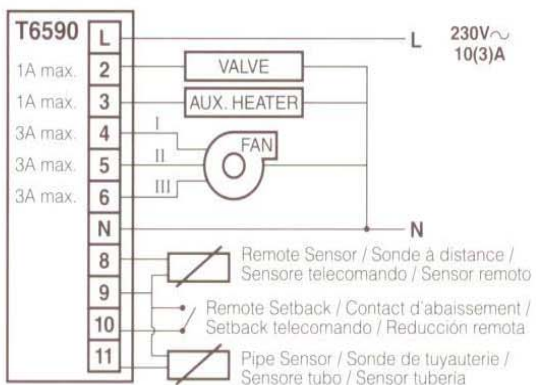 T6590
L
L
230V~
10(3)A
1A max.
2
VALVE
1A max.
3
AUX. HEATER
3A max.
4
I
FAN
3A max.
5
II
3A max.
6
III
N
N
8
Remote Sensor / Sonde à distance /
Sensore telecomando / Sensor remoto
9
Remote Setback / Contact d'abaissement /
10
Setback telecomando / Reducción remota
11
Pipe Sensor / Sonde de tuyauterie /
Sensore tubo / Sensor tubería